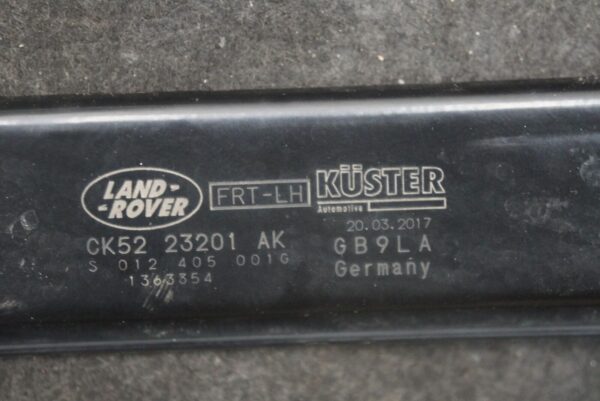 LAND-
-ROVER
FRT-LH
KÜSTER
Automotive
20.03.2017
CK52 23201 AK
GB9LA
S 012 405 001G
Germany
1363354